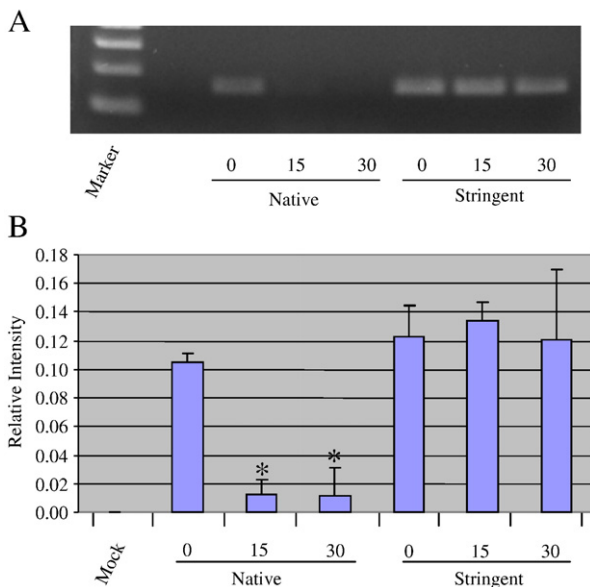 A
Marker
0 15 30 0 15 30
Native Stringent
B
Relative Intensity
0.18
0.16
0.14
0.12
0.10
0.08
0.06
0.04
0.02
0.00
* *
Mock
0 15 30 0 15 30
Native Stringent